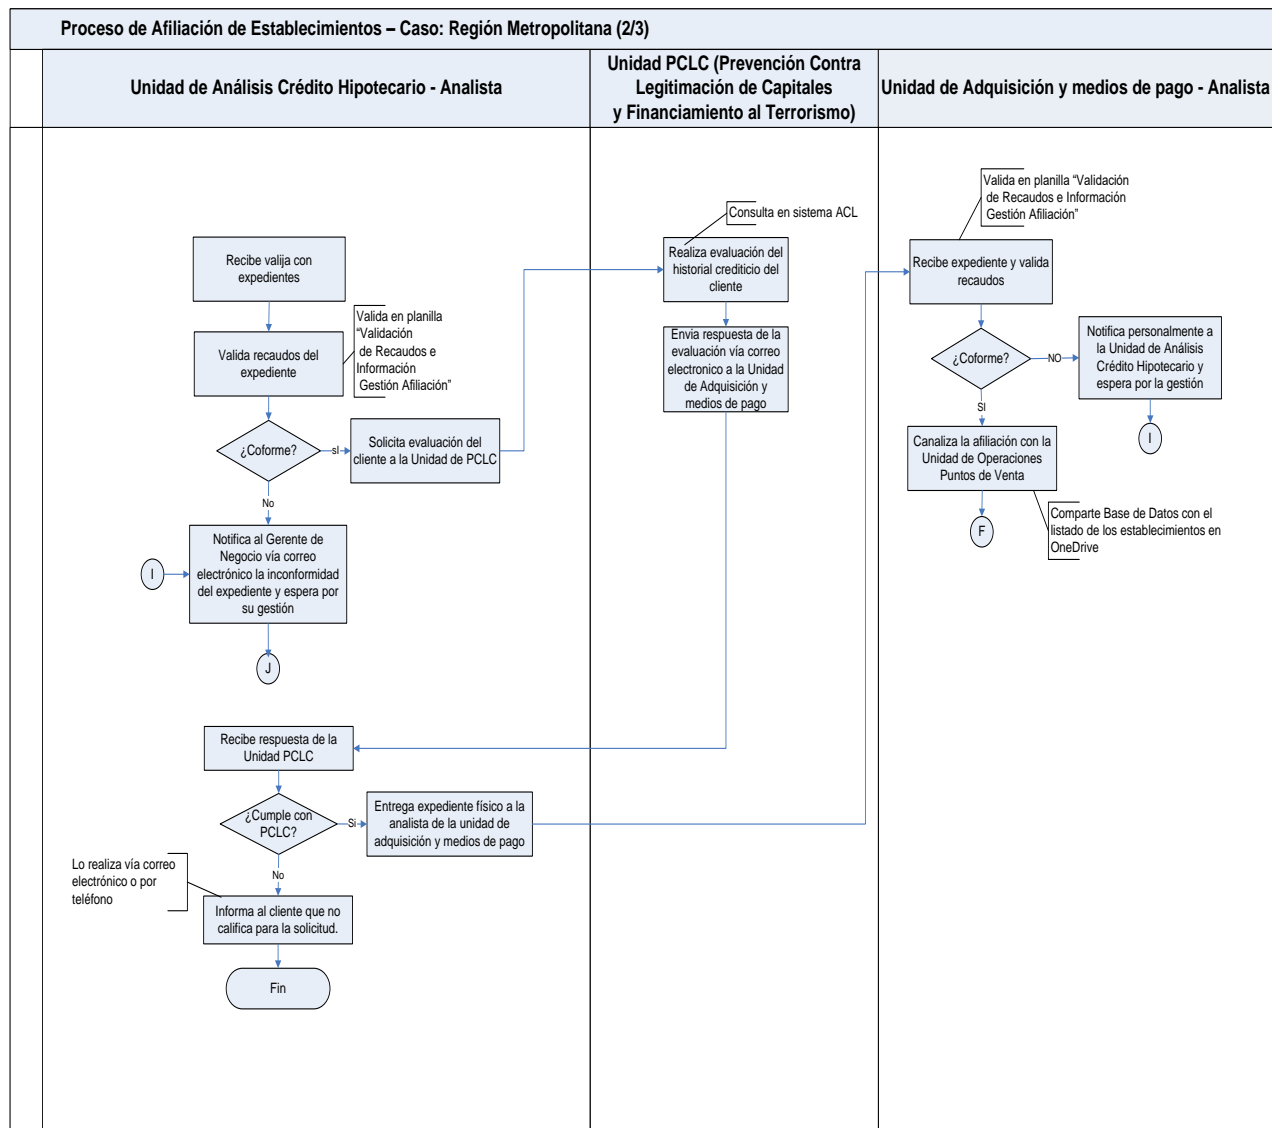 Proceso de Afiliación de Establecimientos – Caso: Región Metropolitana (2/3)
Unidad de Análisis Crédito Hipotecario - Analista
Unidad PCLC (Prevención Contra
Legitimación de Capitales
y Financiamiento al Terrorismo)
Unidad de Adquisición y medios de pago - Analista
Recibe valija con
expedientes
Valida recaudos del
expediente
Valida en planilla
“Validación
de Recaudos e
Información
Gestión Afiliación”
¿Coforme?
sI
Solicita evaluación del
cliente a la Unidad de PCLC
No
Notifica al Gerente de
Negocio vía correo
electrónico la inconformidad
del expediente y espera por
su gestión
I
J
Recibe respuesta de la
Unidad PCLC
¿Cumple con
PCLC?
Si
Entrega expediente físico a la
analista de la unidad de
adquisición y medios de pago
No
Lo realiza vía correo
electrónico o por
teléfono
Informa al cliente que no
califica para la solicitud.
Fin
Consulta en sistema ACL
Realiza evaluación del
historial crediticio del
cliente
Envia respuesta de la
evaluación vía correo
electronico a la Unidad
de Adquisición y
medios de pago
Valida en planilla “Validación
de Recaudos e Información
Gestión Afiliación”
Recibe expediente y valida
recaudos
¿Coforme?
NO
Notifica personalmente a
la Unidad de Análisis
Crédito Hipotecario y
espera por la gestión
I
SI
Canaliza la afiliación con la
Unidad de Operaciones
Puntos de Venta
F
Comparte Base de Datos con el
listado de los establecimientos en
OneDrive